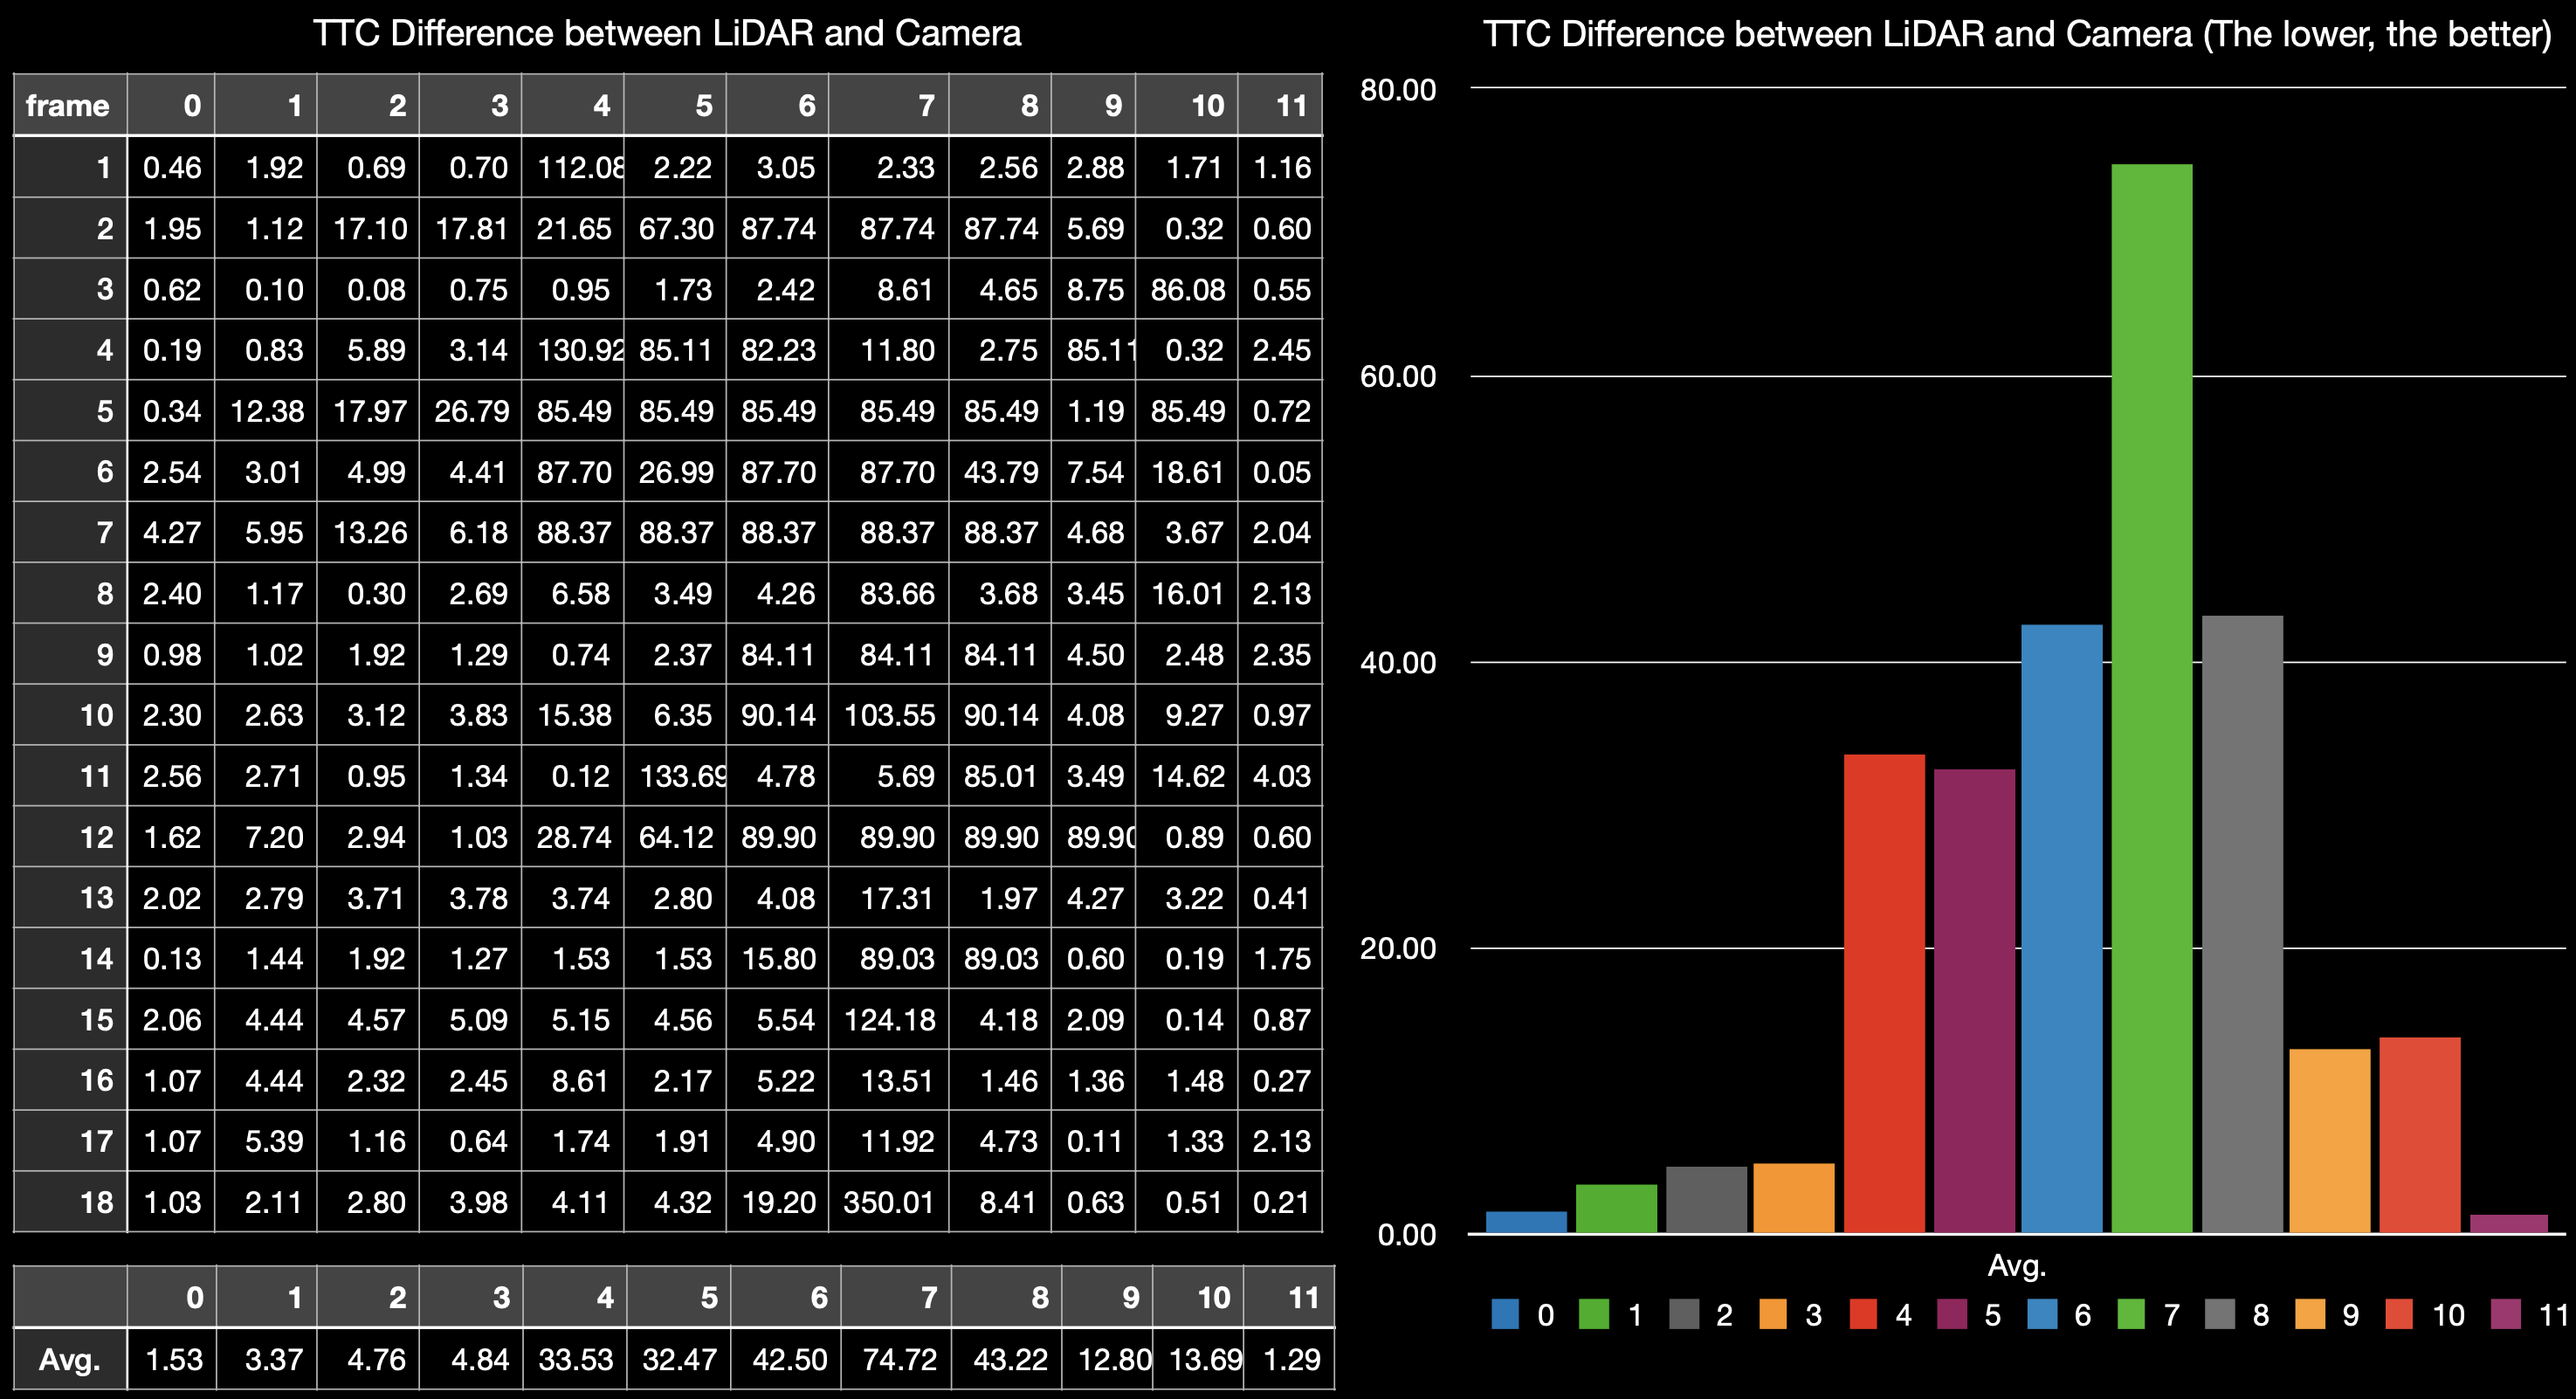 TTC Difference between LiDAR and Camera
frame 0 1 2 3 4 5 6 7 8 9 10 11
1 0.46 1.92 0.69 0.70 112.08 2.22 3.05 2.33 2.56 2.88 1.71 1.16
2 1.95 1.12 17.10 17.81 21.65 67.30 87.74 87.74 87.74 5.69 0.32 0.60
3 0.62 0.10 0.08 0.75 0.95 1.73 2.42 8.61 4.65 8.75 86.08 0.55
4 0.19 0.83 5.89 3.14 130.92 85.11 82.23 11.80 2.75 85.11 0.32 2.45
5 0.34 12.38 17.97 26.79 85.49 85.49 85.49 85.49 85.49 1.19 85.49 0.72
6 2.54 3.01 4.99 4.41 87.70 26.99 87.70 87.70 43.79 7.54 18.61 0.05
7 4.27 5.95 13.26 6.18 88.37 88.37 88.37 88.37 88.37 4.68 3.67 2.04
8 2.40 1.17 0.30 2.69 6.58 3.49 4.26 83.66 3.68 3.45 16.01 2.13
9 0.98 1.02 1.92 1.29 0.74 2.37 84.11 84.11 84.11 4.50 2.48 2.35
10 2.30 2.63 3.12 3.83 15.38 6.35 90.14 103.55 90.14 4.08 9.27 0.97
11 2.56 2.71 0.95 1.34 0.12 133.69 4.78 5.69 85.01 3.49 14.62 4.03
12 1.62 7.20 2.94 1.03 28.74 64.12 89.90 89.90 89.90 89.90 0.89 0.60
13 2.02 2.79 3.71 3.78 3.74 2.80 4.08 17.31 1.97 4.27 3.22 0.41
14 0.13 1.44 1.92 1.27 1.53 1.53 15.80 89.03 89.03 0.60 0.19 1.75
15 2.06 4.44 4.57 5.09 5.15 4.56 5.54 124.18 4.18 2.09 0.14 0.87
16 1.07 4.44 2.32 2.45 8.61 2.17 5.22 13.51 1.46 1.36 1.48 0.27
17 1.07 5.39 1.16 0.64 1.74 1.91 4.90 11.92 4.73 0.11 1.33 2.13
18 1.03 2.11 2.80 3.98 4.11 4.32 19.20 350.01 8.41 0.63 0.51 0.21
0 1 2 3 4 5 6 7 8 9 10 11
Avg. 1.53 3.37 4.76 4.84 33.53 32.47 42.50 74.72 43.22 12.80 13.69 1.29
TTC Difference between LiDAR and Camera (The lower, the better)
80.00
60.00
40.00
20.00
0.00
Avg.
0 1 2 3 4 5 6 7 8 9 10 11